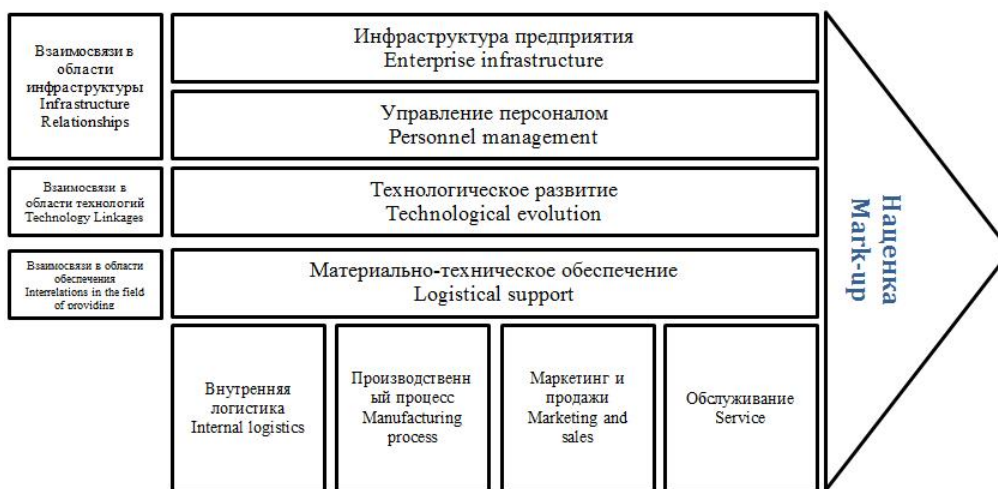 Взаимосвязи в
области
инфраструктуры
Infrastructure
Relationships
Инфраструктура предприятия
Enterprise infrastructure
Управление персоналом
Personnel management
Взаимосвязи в
области технологий
Technology Linkages
Технологическое развитие
Technological evolution
Взаимосвязи в области
обеспечения
Interrelations in the field
of providing
Материально-техническое обеспечение
Logistical support
Внутренняя
логистика
Internal logistics
Производственн
ый процесс
Manufacturing
process
Маркетинг и
продажи
Marketing and
sales
Обслуживание
Service
Наценка
Mark-up